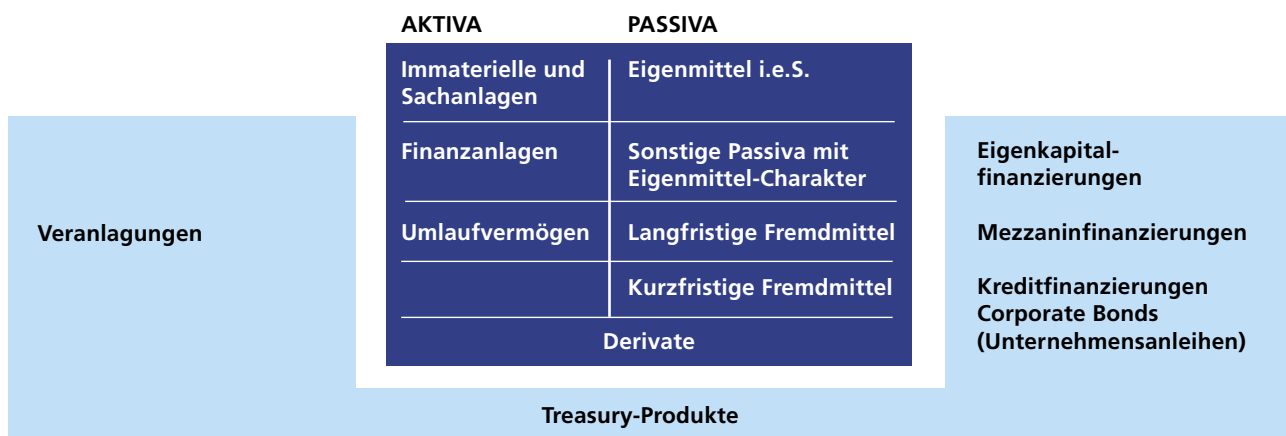 AKTIVA
PASSIVA
Immaterielle und
Sachanlagen
Eigenmittel i.e.S.
Finanzanlagen
Sonstige Passiva mit
Eigenmittel-Charakter
Umlaufvermögen
Langfristige Fremdmittel
Kurzfristige Fremdmittel
Derivate
Veranlagungen
Eigenkapital-
finanzierungen
Mezzaninfinanzierungen
Kreditfinanzierungen
Corporate Bonds
(Unternehmensanleihen)
Treasury-Produkte